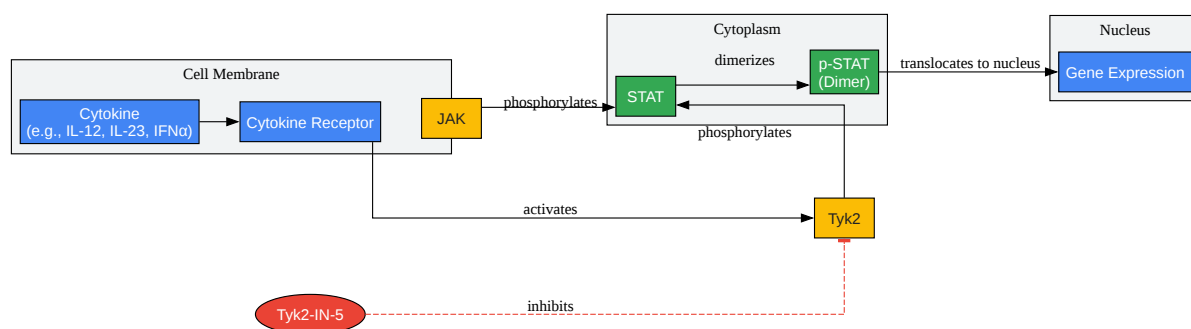 Cytoplasm
Nucleus
Cell Membrane
dimerizes
p-STAT
(Dimer)
translocates to nucleus
Gene Expression
STAT
Cytokine
(e.g., IL-12, IL-23, IFNα)
Cytokine Receptor
JAK
phosphorylates
phosphorylates
activates
Tyk2
Tyk2-IN-5
inhibits